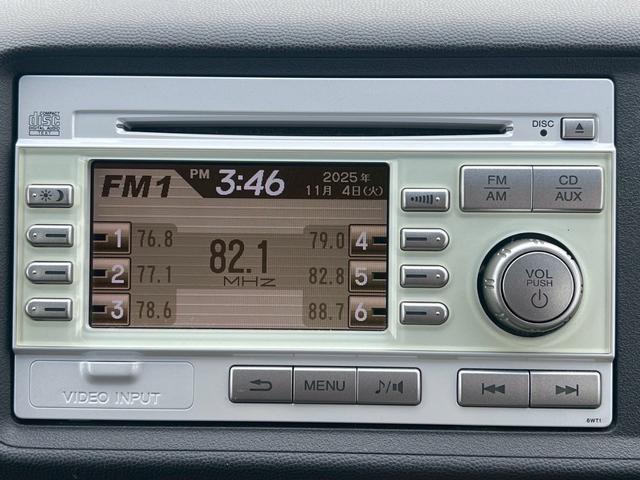 COMPACT
disc
DIGITAL AUDIO
TEXT
DISC
FM1 PM 3:46 2025年
11月 4日(火)
FM
AM
CD
AUX
1 76.8 82.1 79.0 4
2 77.1 MHz 82.8 5
3 78.6 88.7 6
VOL
PUSH
VIDEO INPUT
MENU
6WT1